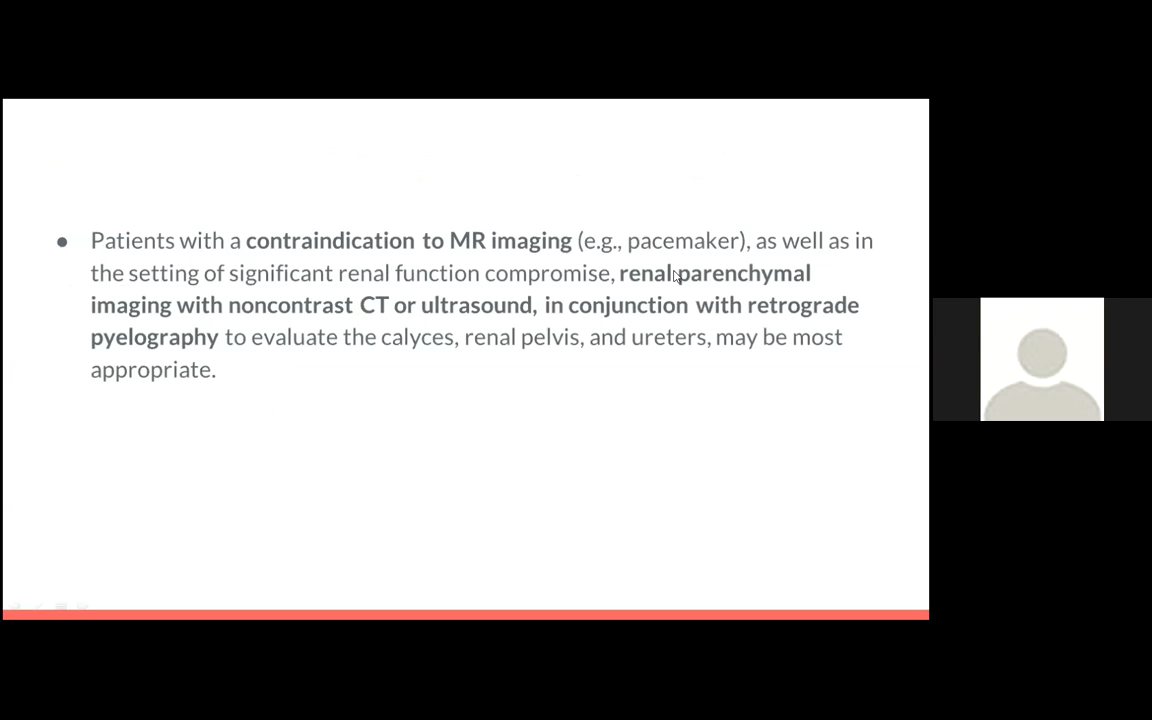 ● Patients with a contraindication to MR imaging (e.g., pacemaker), as well as in
the setting of significant renal function compromise, renal parenchymal
imaging with noncontrast CT or ultrasound, in conjunction with retrograde
pyelography to evaluate the calyces, renal pelvis, and ureters, may be most
appropriate.